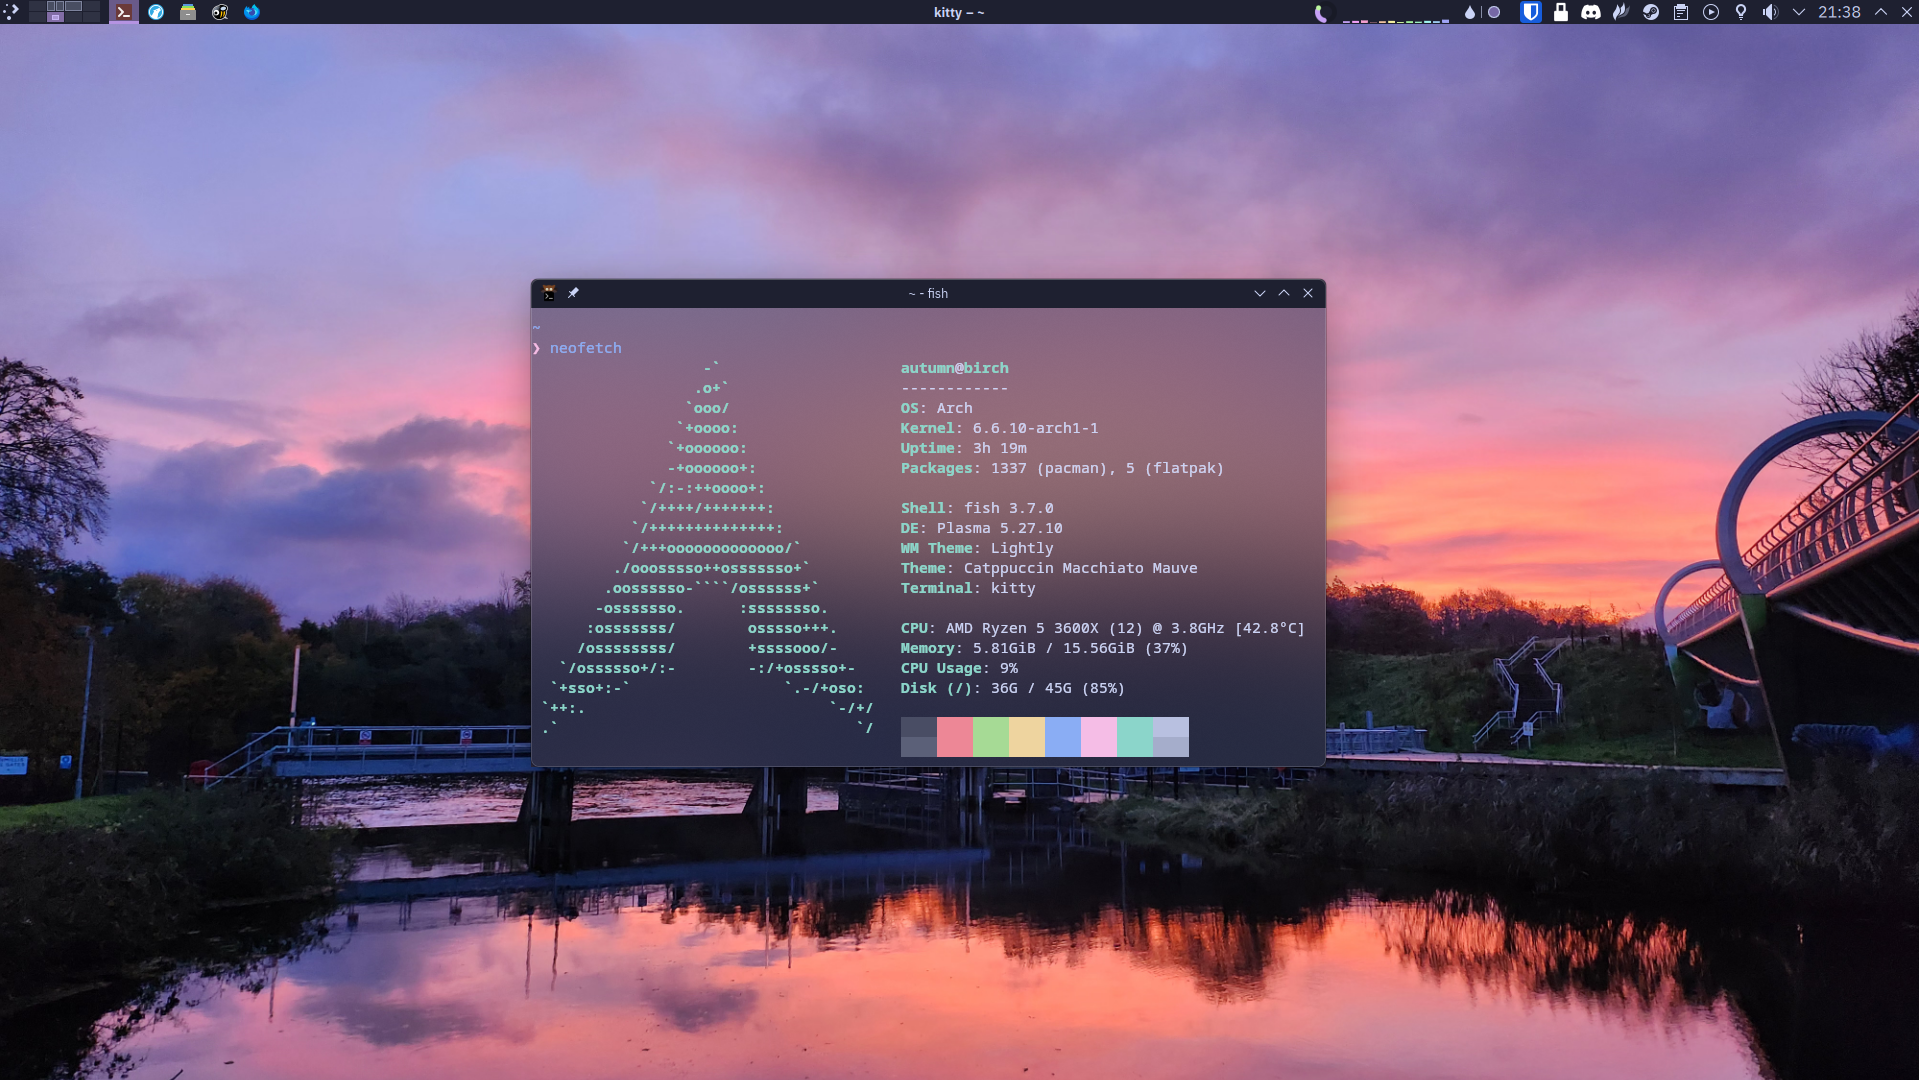 kitty – ~
21:38
~ - fish
~
❯ neofetch
-`
.o+`
`ooo/
`+oooo:
`+oooooo:
-+oooooo+:
`/:-:++oooo+:
`/++++/+++++++:
`/++++++++++++++:
`/+++ooooooooooooo/`
./ooosssso++osssssso+`
.oossssso-````/ossssss+`
-osssssso.      :ssssssso.
:osssssss/        osssso+++.
/ossssssss/        +ssssooo/-
`/ossssso+/:-        -:/+osssso+-
`+sso+:-`                 `.-/+oso:
`++:.                           `-/+/
.`                                 `/
autumn@birch
------------
OS: Arch
Kernel: 6.6.10-arch1-1
Uptime: 3h 19m
Packages: 1337 (pacman), 5 (flatpak)
Shell: fish 3.7.0
DE: Plasma 5.27.10
WM Theme: Lightly
Theme: Catppuccin Macchiato Mauve
Terminal: kitty
CPU: AMD Ryzen 5 3600X (12) @ 3.8GHz [42.8°C]
Memory: 5.81GiB / 15.56GiB (37%)
CPU Usage: 9%
Disk (/): 36G / 45G (85%)